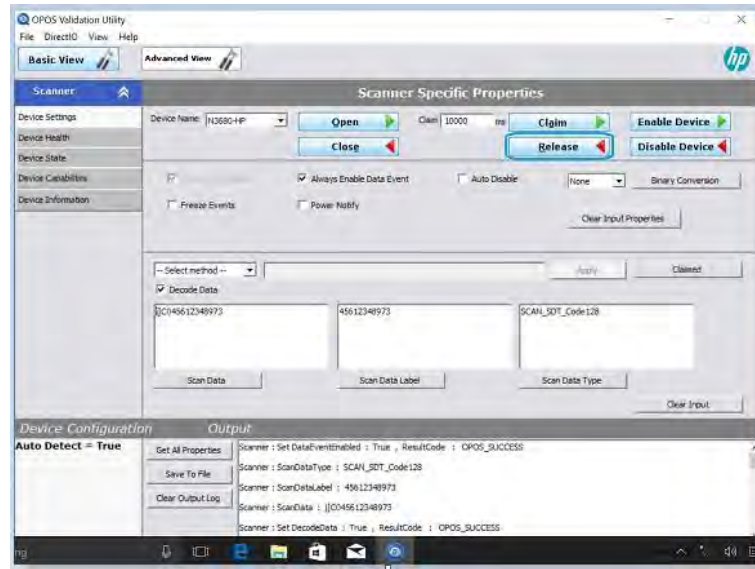 OPOS Validation Utility
File DirectIO View Help
Basic View
Advanced View
hp
Scanner
Scanner Specific Properties
Device Settings
Device Health
Device State
Device Capabilities
Device Information
Device Name N3680-HP
Open
Claim 10000 ms
Claim
Enable Device
Close
Release
Disable Device
Always Enable Data Event
Auto Disable
None
Binary Conversion
Freeze Events
Power Notify
Clear Input Properties
-- Select method --
Apply
Claimed
Decode Data
]C045612348973
45612348973
SCAN_SDT_Code128
Scan Data
Scan Data Label
Scan Data Type
Clear Input
Device Configuration
Output
Auto Detect = True
Get All Properties
Save To File
Clear Output Log
Scanner : Set DataEventEnabled : True , ResultCode : OPOS_SUCCESS
Scanner : ScanDataType : SCAN_SDT_Code128
Scanner : ScanDataLabel : 45612348973
Scanner : ScanData : ]C045612348973
Scanner : Set DecodeData : True , ResultCode : OPOS_SUCCESS